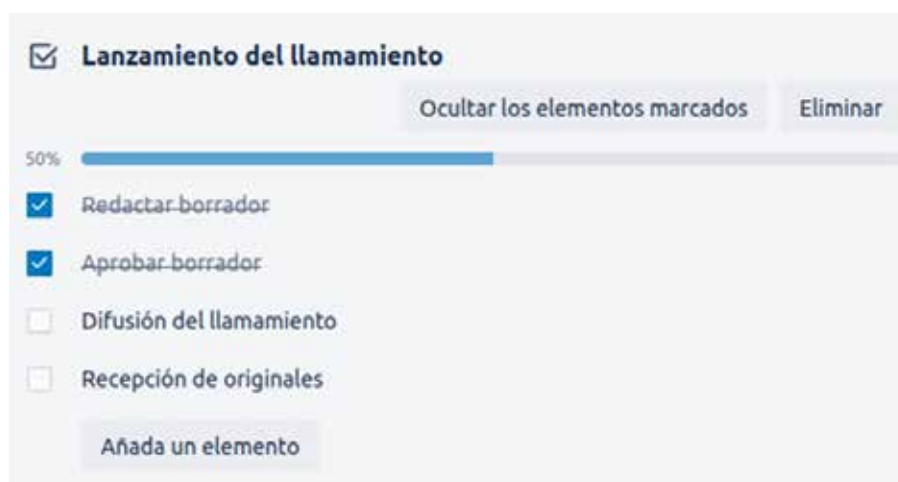 Lanzamiento del llamamiento
Ocultar los elementos marcados Eliminar
50%
Redactar borrador
Aprobar borrador
Difusión del llamamiento
Recepción de originales
Añada un elemento